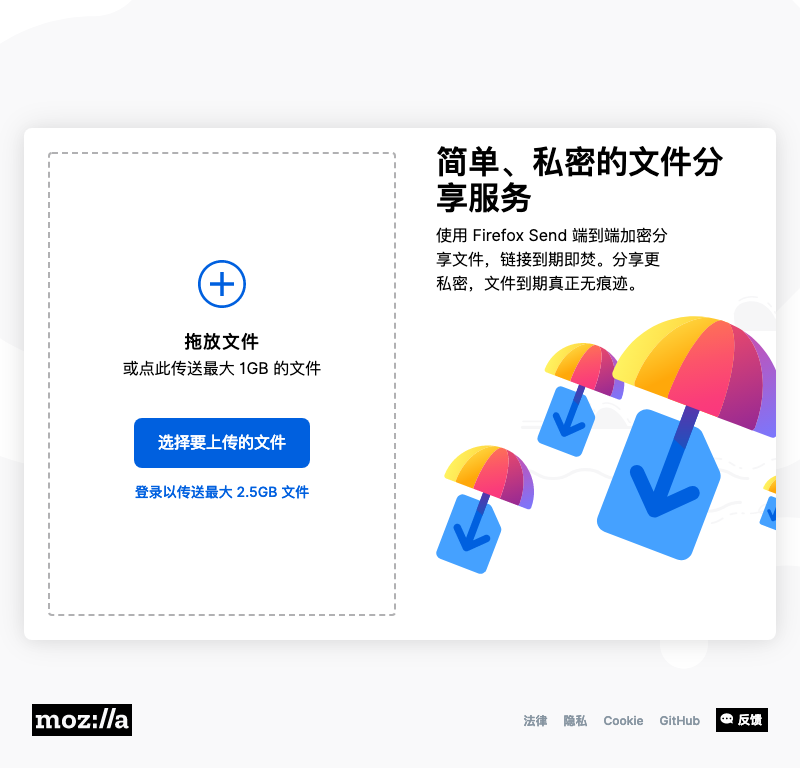 拖放文件
或点此传送最大 1GB 的文件
选择要上传的文件
登录以传送最大 2.5GB 文件
简单、私密的文件分
享服务
使用 Firefox Send 端到端加密分
享文件，链接到期即焚。分享更
私密，文件到期真正无痕迹。
moz://a
法律 隐私 Cookie GitHub 反馈